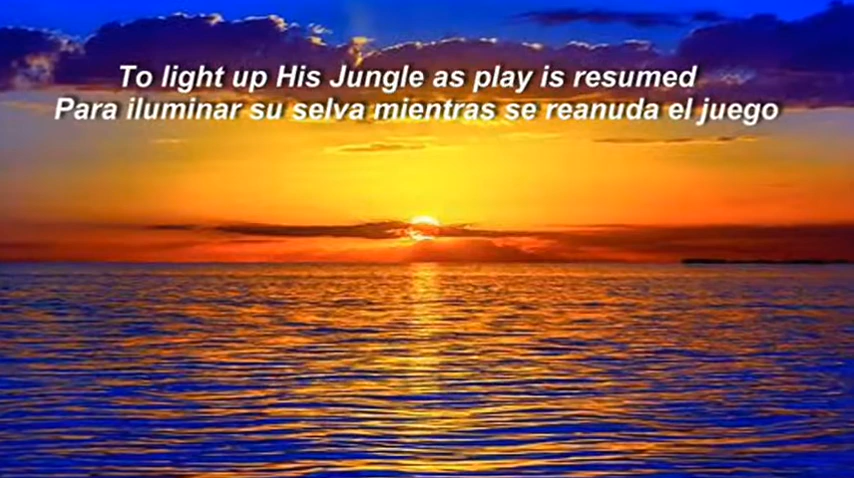 To light up His Jungle as play is resumed
Para iluminar su selva mientras se reanuda el juego